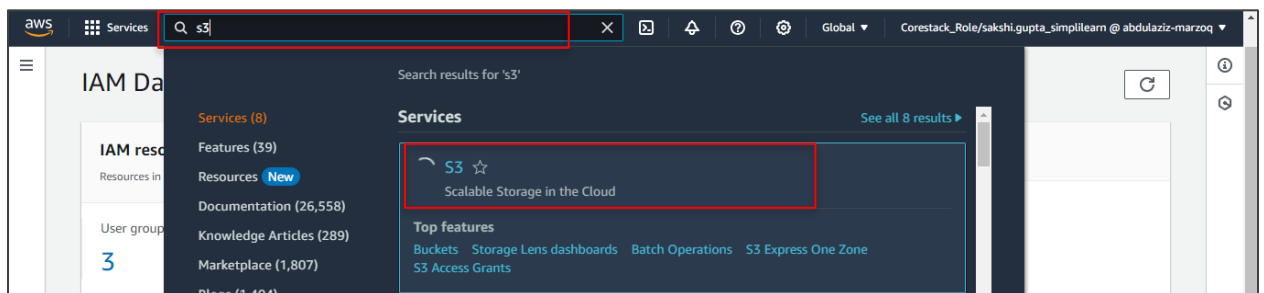 aws Services s3 Global Corestack_Role/sakshi.gupta_simplilearn @ abdulaziz-marzoq
IAM Da
Search results for 's3'
Services (8)
Features (39)
Resources New
Documentation (26,558)
Knowledge Articles (289)
Marketplace (1,807)
Services See all 8 results
S3
Scalable Storage in the Cloud
Top features
Buckets Storage Lens dashboards Batch Operations S3 Express One Zone
S3 Access Grants
IAM resc
Resources in
User group
3